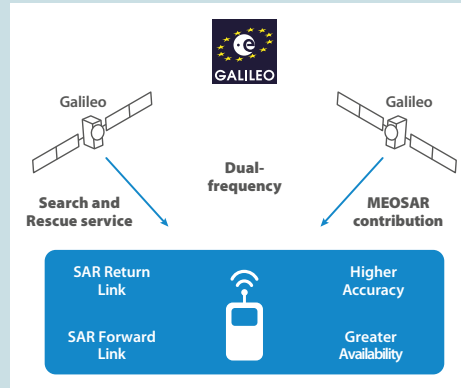 GALILEO
Galileo
Galileo
Dual-
frequency
Search and
Rescue service
MEOSAR
contribution
SAR Return
Link
Higher
Accuracy
SAR Forward
Link
Greater
Availability